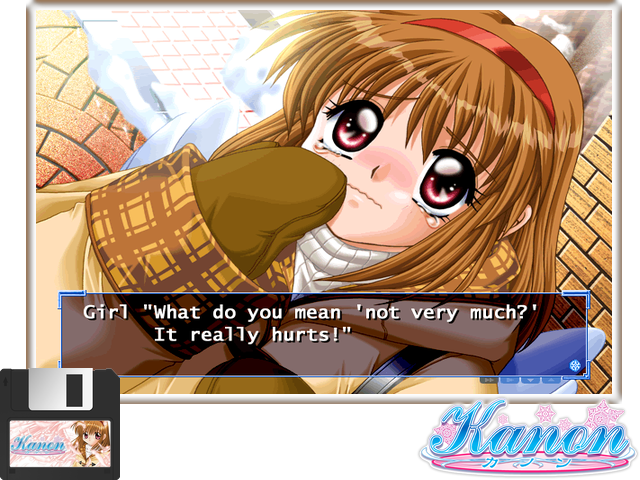 Girl "What do you mean 'not very much?'
It really hurts!"
Kanon
Kanon
カノン